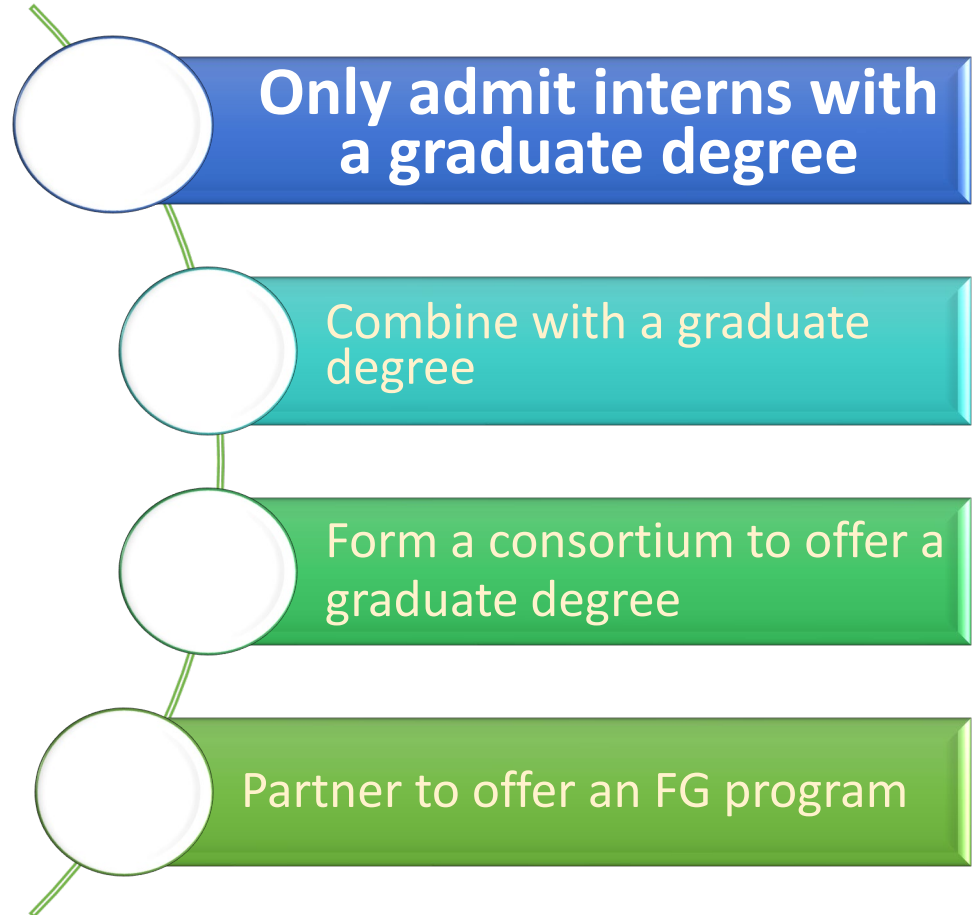 Only admit interns with
a graduate degree
Combine with a graduate
degree
Form a consortium to offer a
graduate degree
Partner to offer an FG program